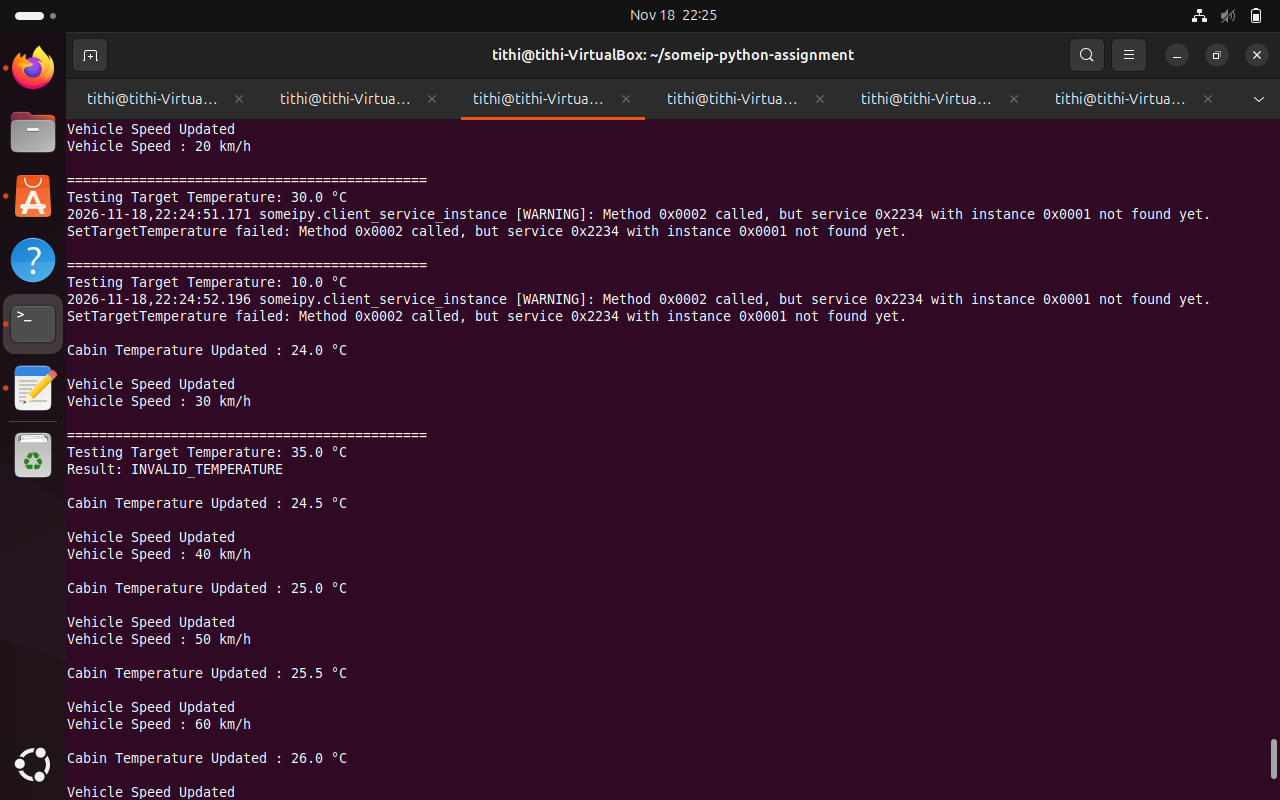 Nov 18 22:25
tithi@tithi-VirtualBox: ~/someip-python-assignment
tithi@tithi-Virtua...
tithi@tithi-Virtua...
tithi@tithi-Virtua...
tithi@tithi-Virtua...
tithi@tithi-Virtua...
tithi@tithi-Virtua...
Vehicle Speed Updated
Vehicle Speed : 20 km/h
=============================================
Testing Target Temperature: 30.0 °C
2026-11-18,22:24:51.171 someipy.client_service_instance [WARNING]: Method 0x0002 called, but service 0x2234 with instance 0x0001 not found yet.
SetTargetTemperature failed: Method 0x0002 called, but service 0x2234 with instance 0x0001 not found yet.
=============================================
Testing Target Temperature: 10.0 °C
2026-11-18,22:24:52.196 someipy.client_service_instance [WARNING]: Method 0x0002 called, but service 0x2234 with instance 0x0001 not found yet.
SetTargetTemperature failed: Method 0x0002 called, but service 0x2234 with instance 0x0001 not found yet.
Cabin Temperature Updated : 24.0 °C
Vehicle Speed Updated
Vehicle Speed : 30 km/h
=============================================
Testing Target Temperature: 35.0 °C
Result: INVALID_TEMPERATURE
Cabin Temperature Updated : 24.5 °C
Vehicle Speed Updated
Vehicle Speed : 40 km/h
Cabin Temperature Updated : 25.0 °C
Vehicle Speed Updated
Vehicle Speed : 50 km/h
Cabin Temperature Updated : 25.5 °C
Vehicle Speed Updated
Vehicle Speed : 60 km/h
Cabin Temperature Updated : 26.0 °C
Vehicle Speed Updated